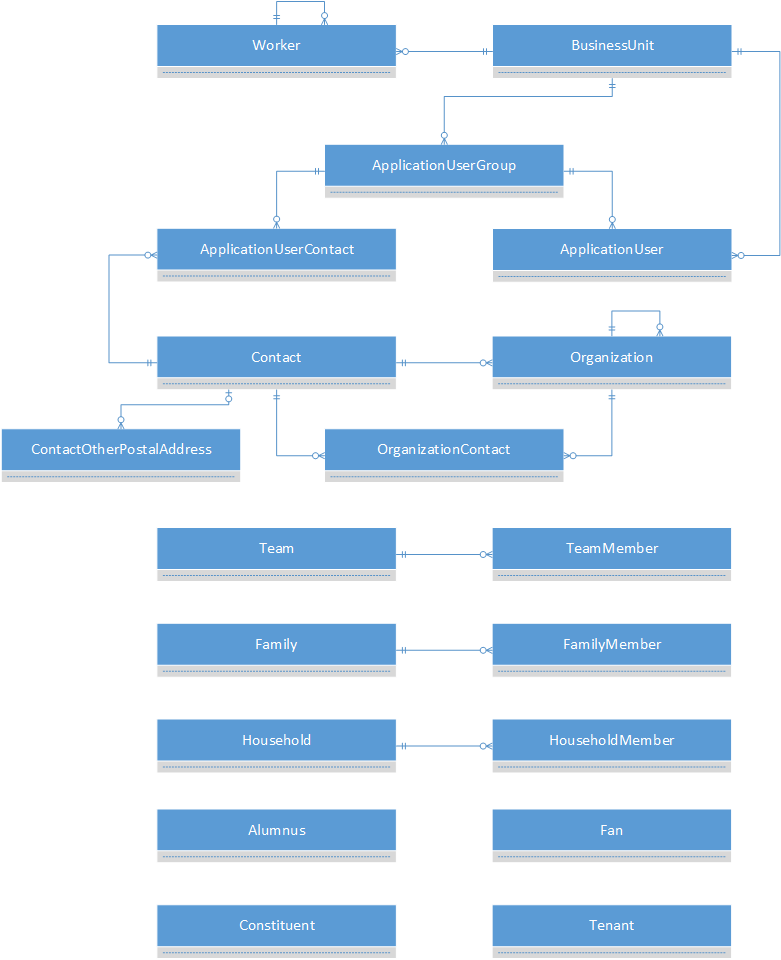 Worker
BusinessUnit
ApplicationUserGroup
ApplicationUserContact
ApplicationUser
Contact
Organization
ContactOtherPostalAddress
OrganizationContact
Team
TeamMember
Family
FamilyMember
Household
HouseholdMember
Alumnus
Fan
Constituent
Tenant